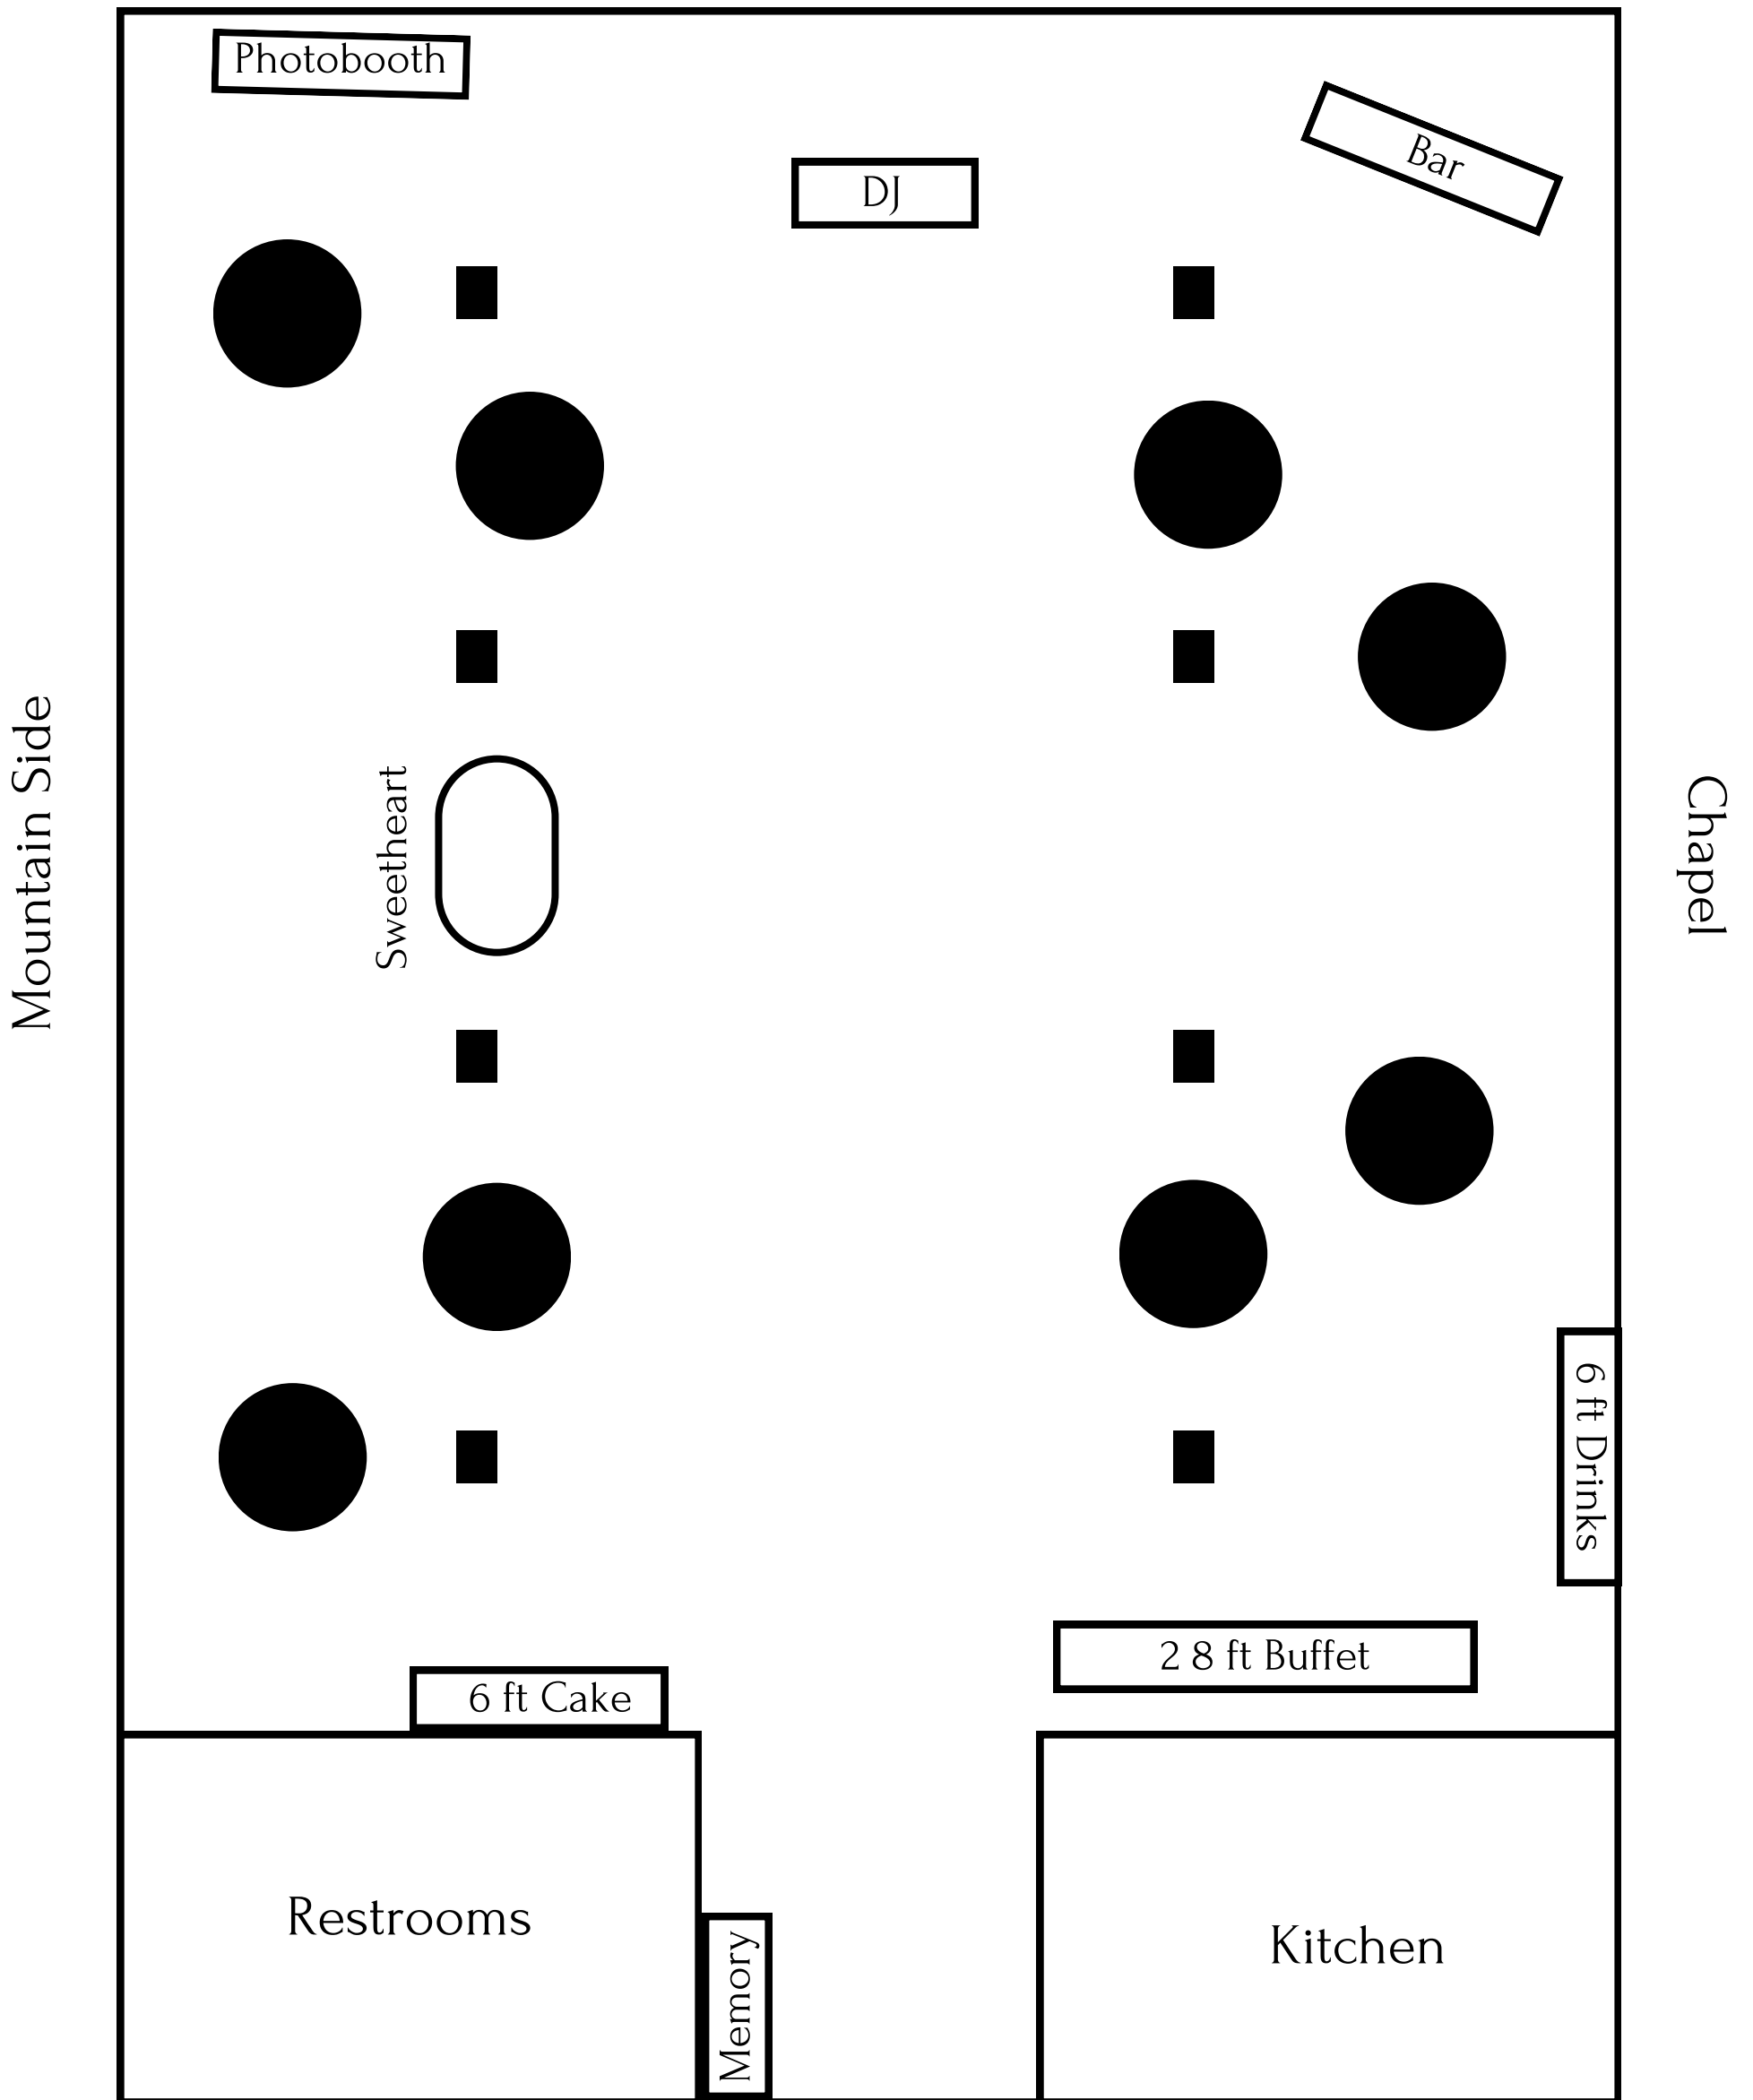 Photobooth
Bar
DJ
Mountain Side
Sweetheart
Chapel
6 ft Drinks
2 8 ft Buffet
6 ft Cake
Restrooms
Kitchen
Memory